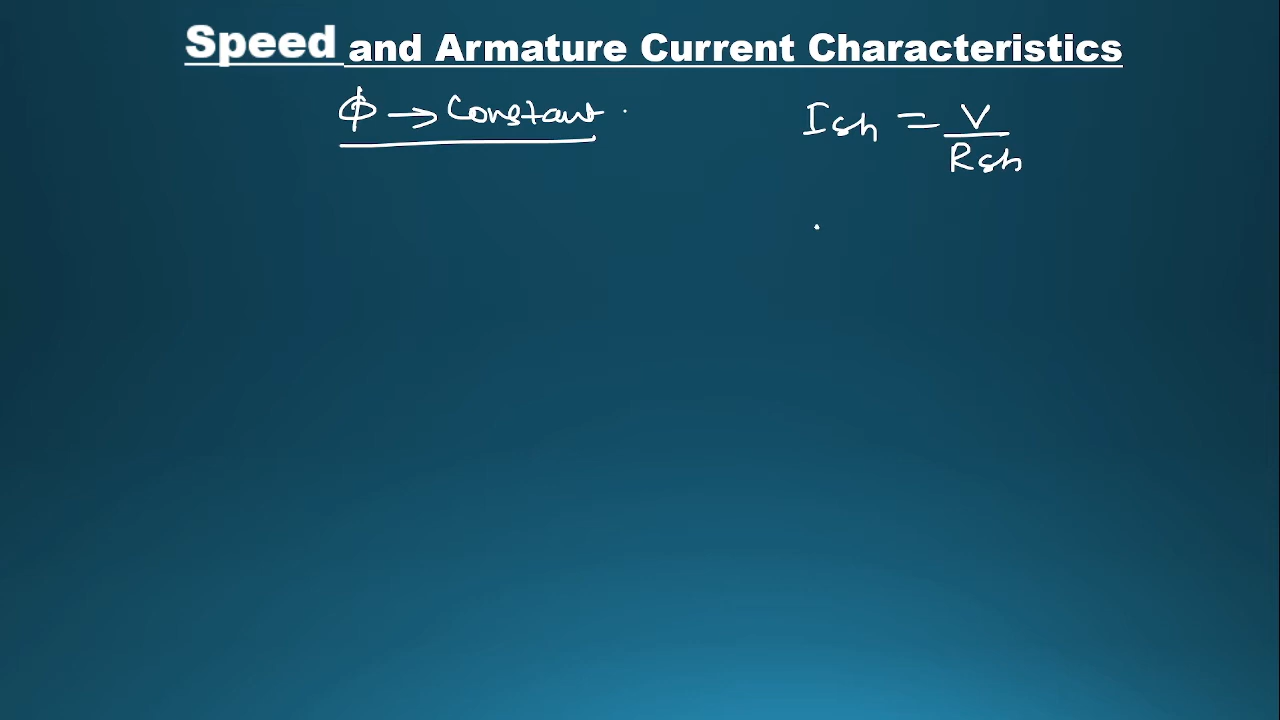 Speed and Armature Current Characteristics
ϕ → Constant.
Ish = V/Rsh